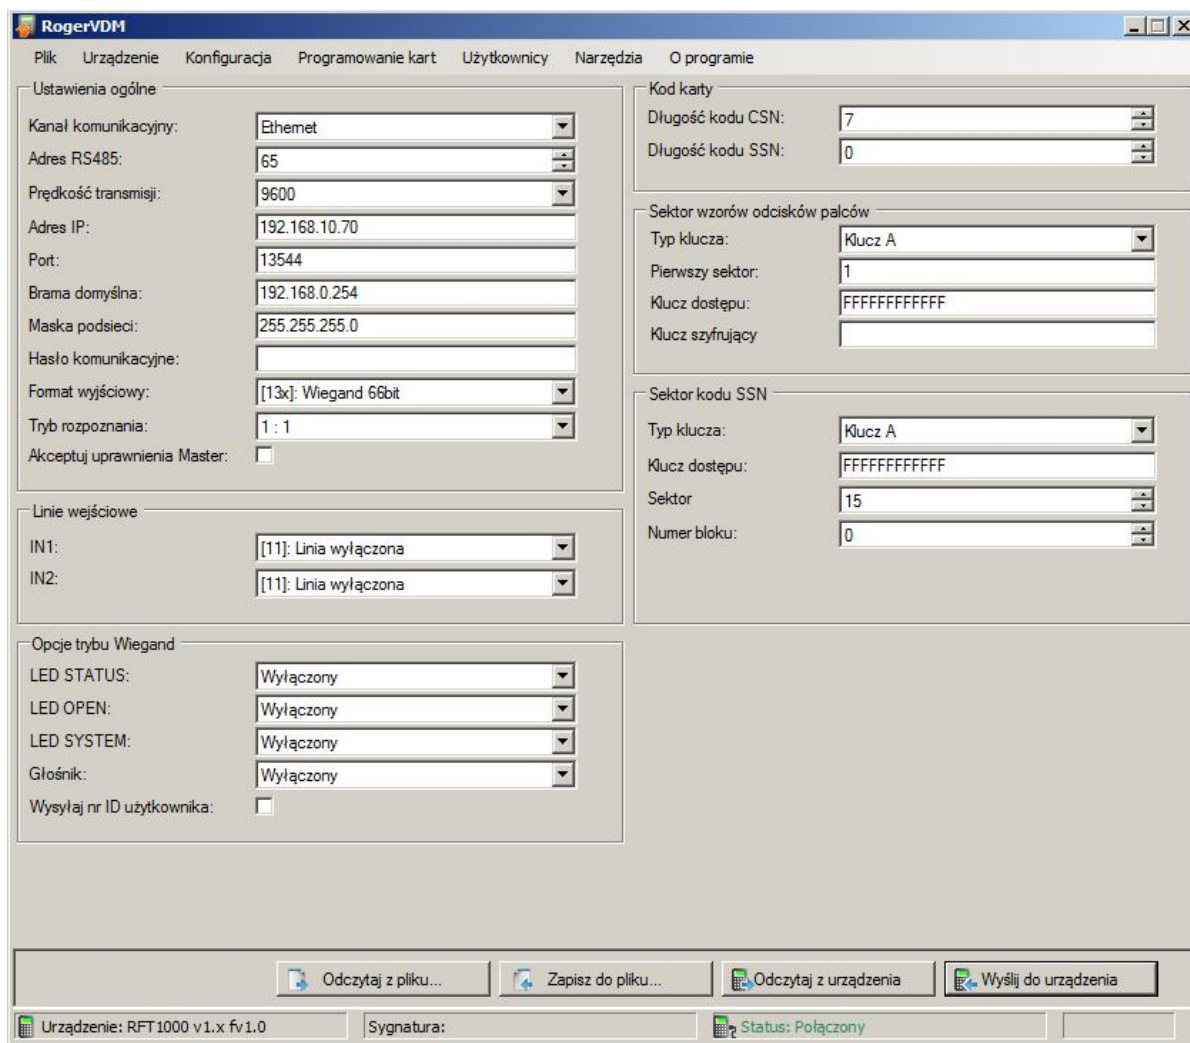 RogerVDM
Plik Urządzenie Konfiguracja Programowanie kart Użytkownicy Narzędzia O programie
Ustawienia ogólne
Kanał komunikacyjny: Ethernet
Adres RS485: 65
Prędkość transmisji: 9600
Adres IP: 192.168.10.70
Port: 13544
Brama domyślna: 192.168.0.254
Maska podsieci: 255.255.255.0
Hasło komunikacyjne:
Format wyjściowy: [13x]: Wiegand 66bit
Tryb rozpoznania: 1 : 1
Akceptuj uprawnienia Master:
Linie wejściowe
IN1: [11]: Linia wyłączona
IN2: [11]: Linia wyłączona
Opcje trybu Wiegand
LED STATUS: Wyłączony
LED OPEN: Wyłączony
LED SYSTEM: Wyłączony
Głośnik: Wyłączony
Wysyłaj nr ID użytkownika:
Kod karty
Długość kodu CSN: 7
Długość kodu SSN: 0
Sektor wzorów odcisków palców
Typ klucza: Klucz A
Pierwszy sektor: 1
Klucz dostępu: FFFFFFFFFFFF
Klucz szyfrujący
Sektor kodu SSN
Typ klucza: Klucz A
Klucz dostępu: FFFFFFFFFFFF
Sektor 15
Numer bloku: 0
Odczytaj z pliku... Zapisz do pliku... Odczytaj z urządzenia Wyślij do urządzenia
Urządzenie: RFT1000 v1.x fv1.0 Sygnatura: Status: Połączony